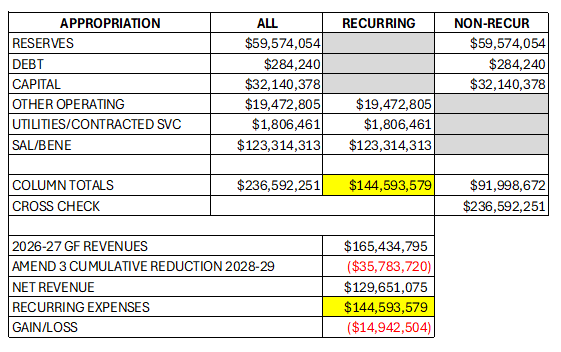 APPROPRIATION ALL RECURRING NON-RECUR
RESERVES $59,574,054 $59,574,054
DEBT $284,240 $284,240
CAPITAL $32,140,378 $32,140,378
OTHER OPERATING $19,472,805 $19,472,805
UTILITIES/CONTRACTED SVC $1,806,461 $1,806,461
SAL/BENE $123,314,313 $123,314,313
COLUMN TOTALS $236,592,251 $144,593,579 $91,998,672
CROSS CHECK $236,592,251
2026-27 GF REVENUES $165,434,795
AMEND 3 CUMULATIVE REDUCTION 2028-29 ($35,783,720)
NET REVENUE $129,651,075
RECURRING EXPENSES $144,593,579
GAIN/LOSS ($14,942,504)